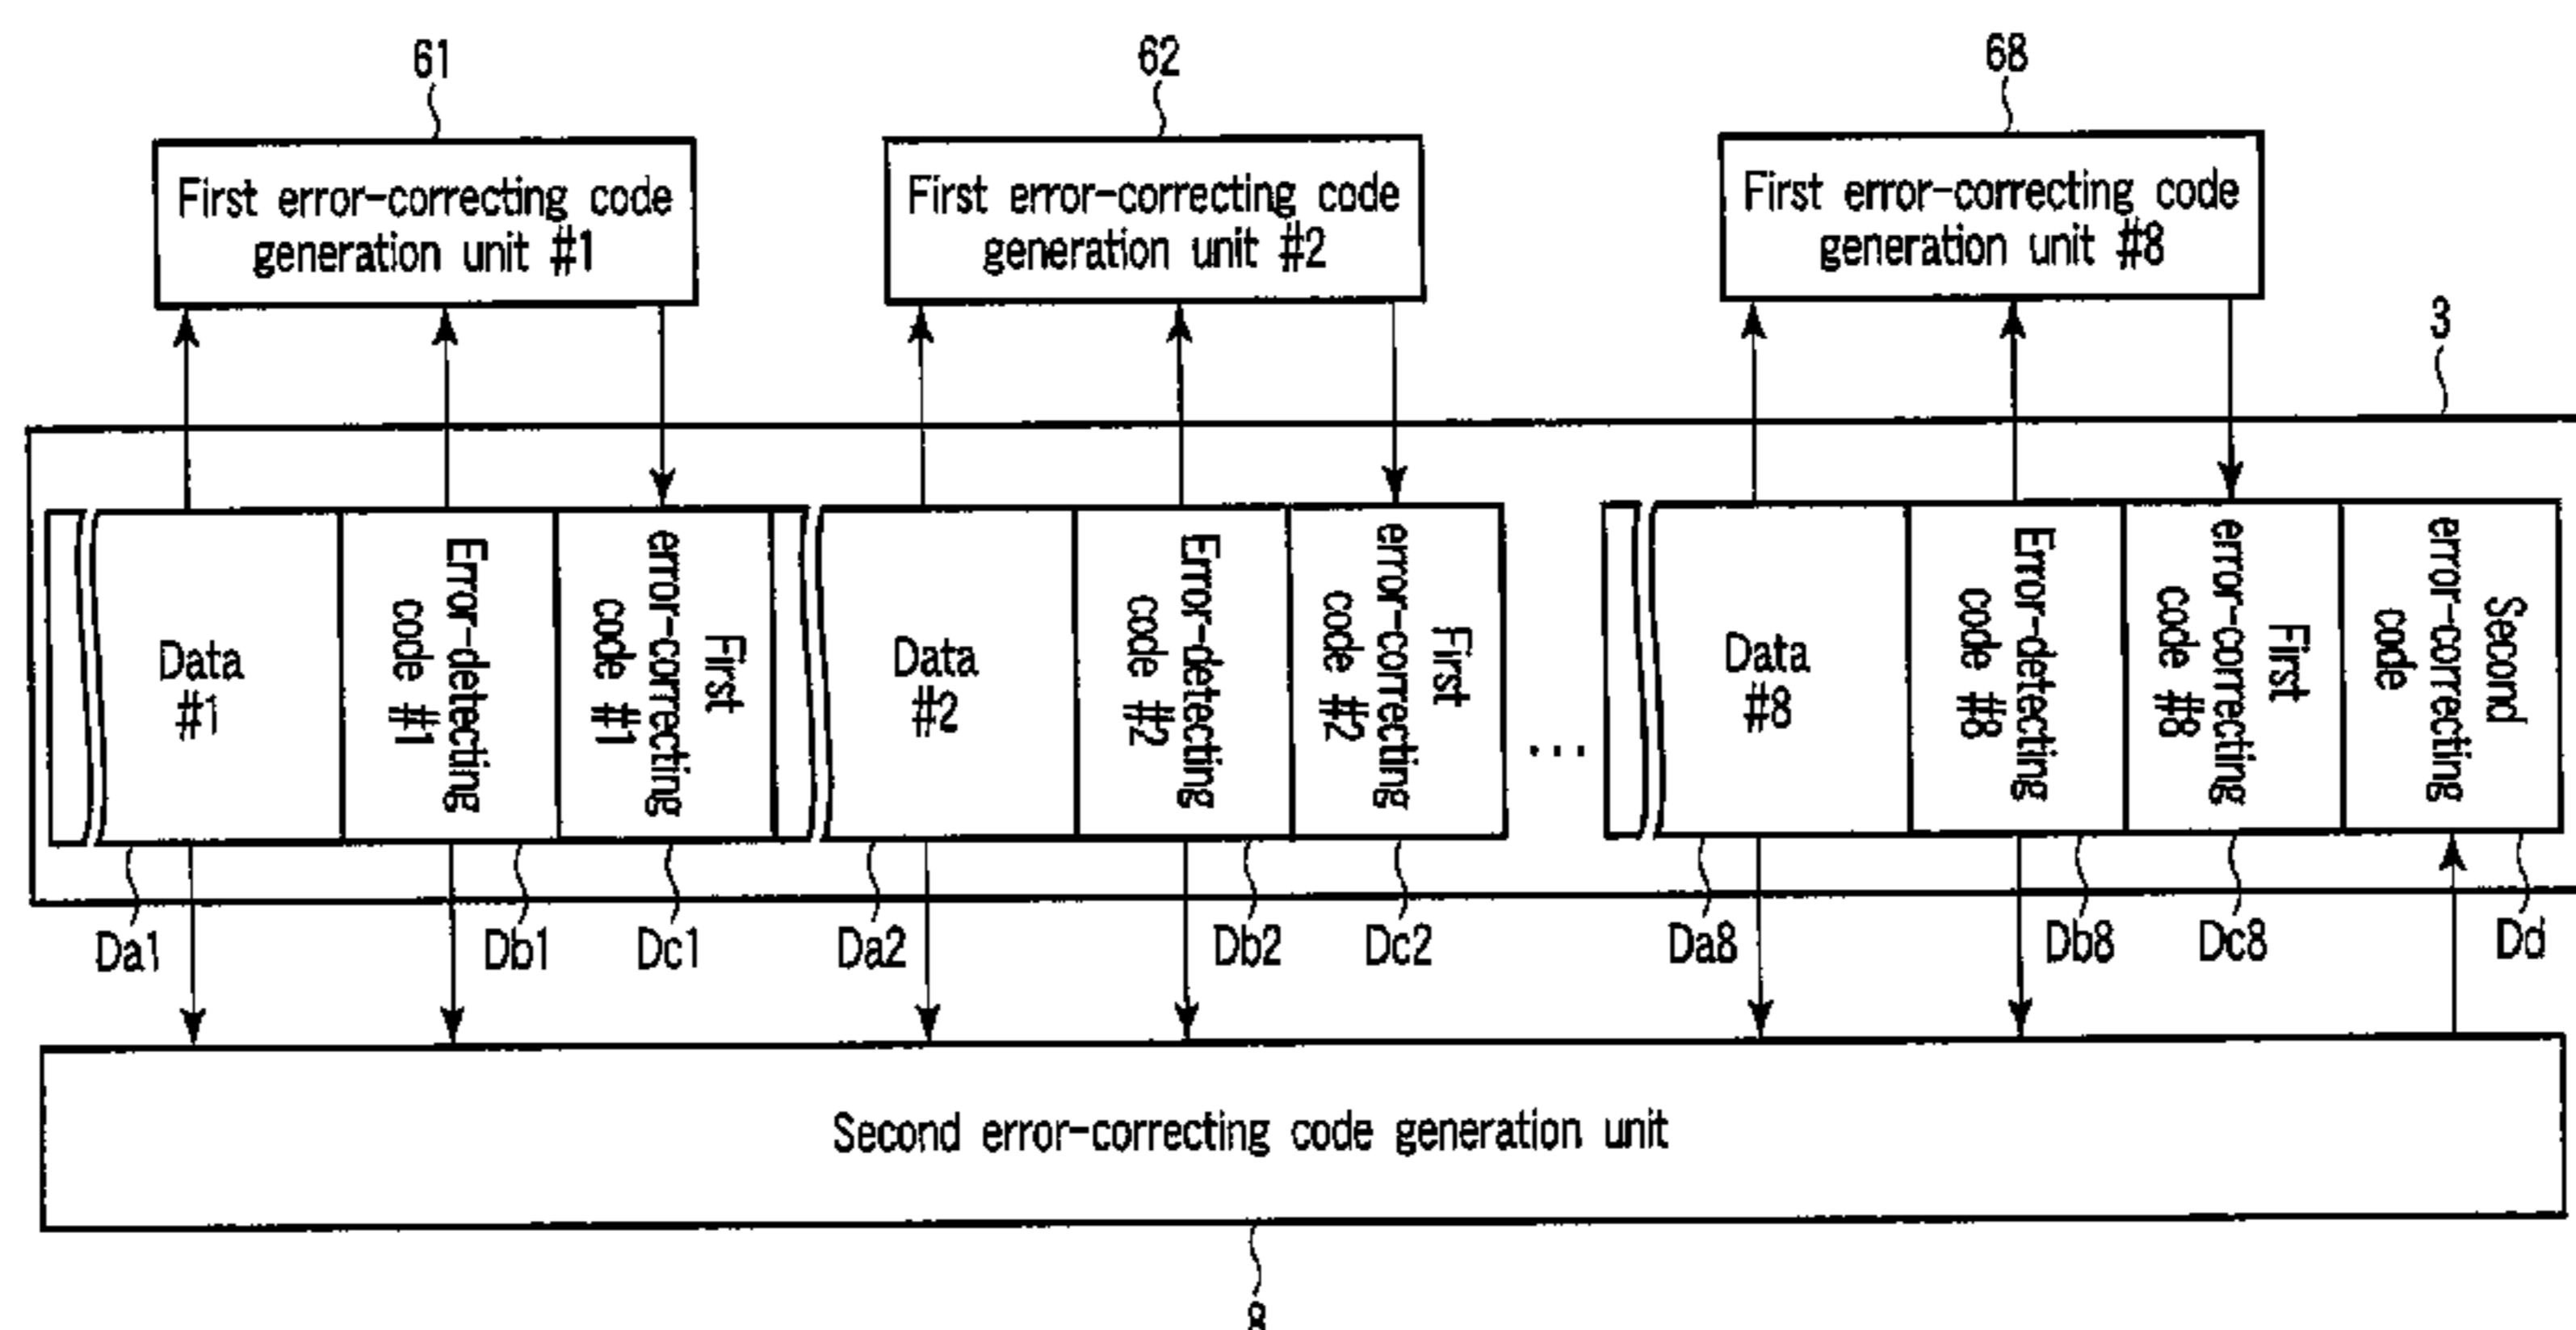 61
62
68
First error-correcting code
generation unit #1
First error-correcting code
generation unit #2
First error-correcting code
generation unit #8
3
Data
#1
Error-detecting
code #1
First
error-correcting
code #1
Data
#2
Error-detecting
code #2
First
error-correcting
code #2
...
Data
#8
Error-detecting
code #8
First
error-correcting
code #8
Second
error-correcting
code
Da1
Db1
Dc1
Da2
Db2
Dc2
Da8
Db8
Dc8
Dd
Second error-correcting code generation unit
8